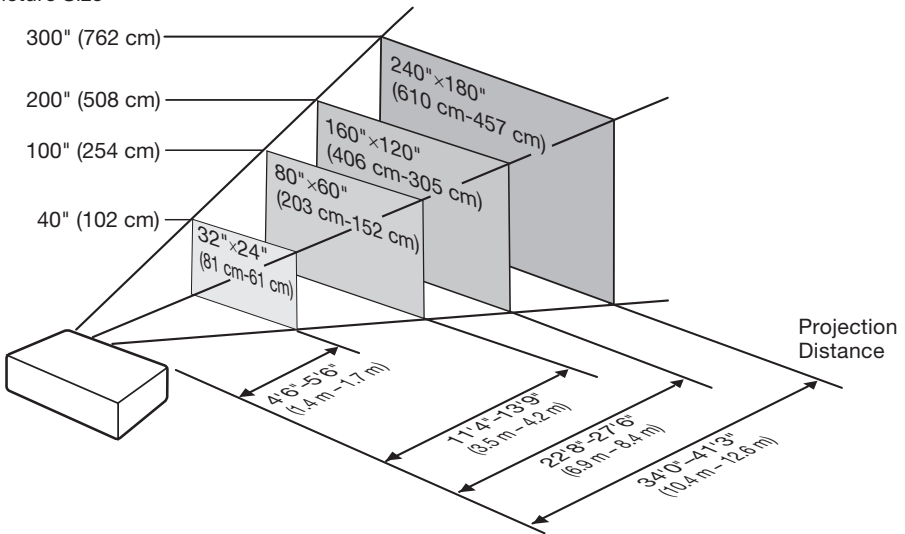 300" (762 cm)
200" (508 cm)
100" (254 cm)
40" (102 cm)
240"×180"
(610 cm-457 cm)
160"×120"
(406 cm-305 cm)
80"×60"
(203 cm-152 cm)
32"×24"
(81 cm-61 cm)
Projection
Distance
4'6"–5'6"
(1.4 m – 1.7 m)
11'4"–13'9"
(3.5 m – 4.2 m)
22'8"–27'6"
(6.9 m – 8.4 m)
34'0"–41'3"
(10.4 m – 12.6 m)